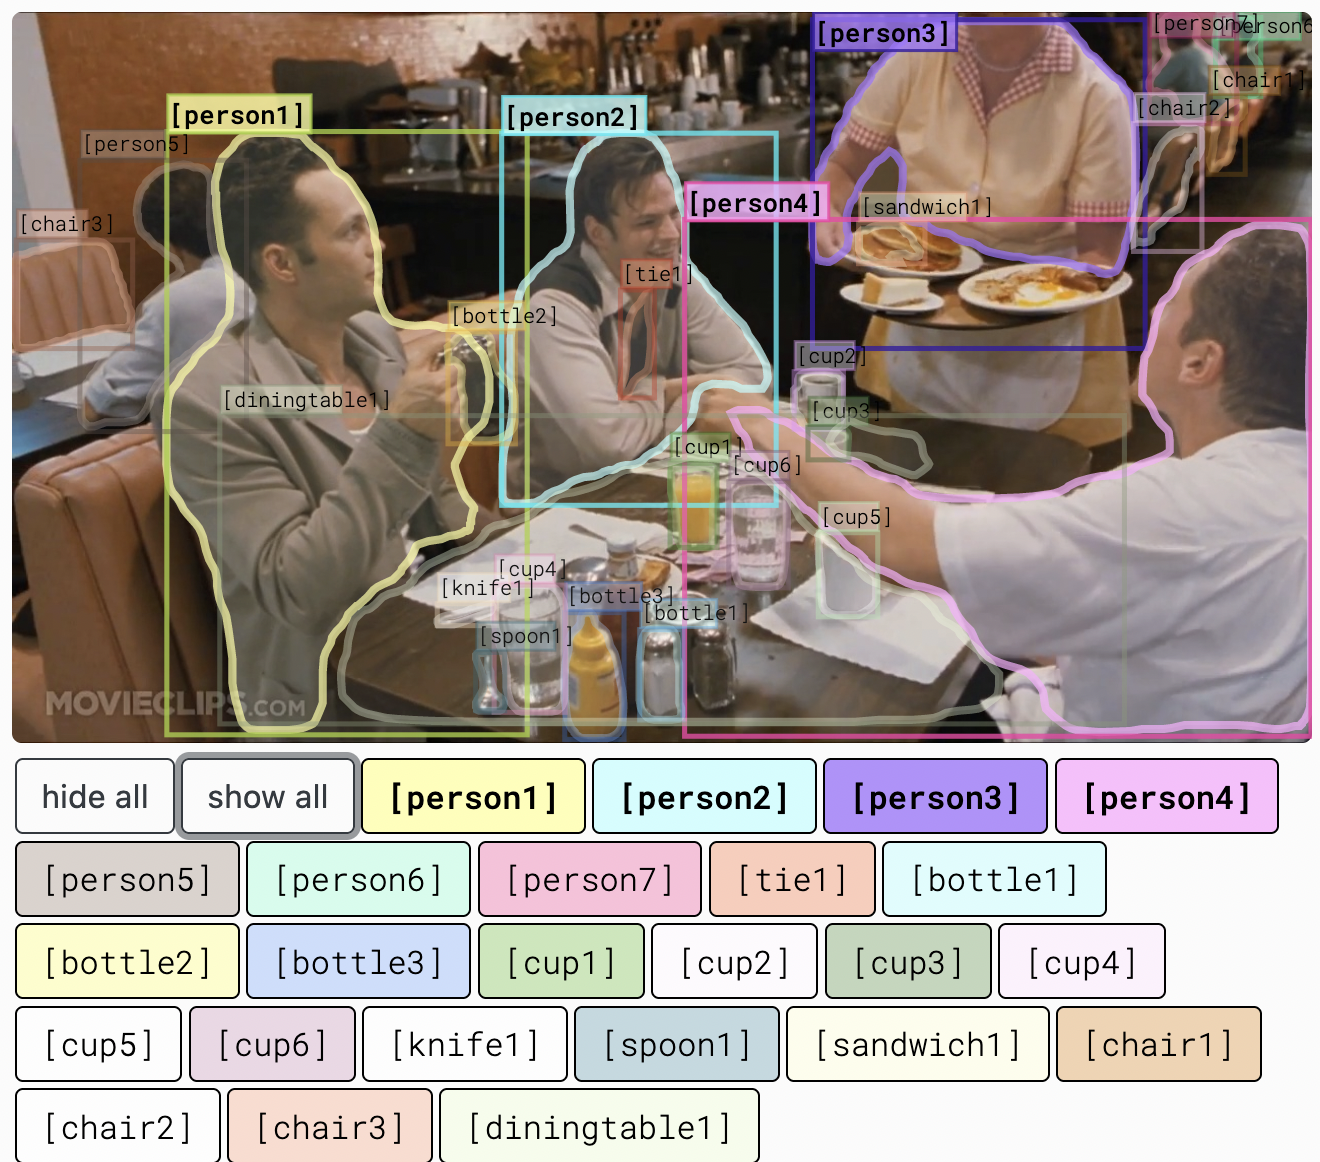 [person3]
[person7]
[person6
[chair1]
[chair2]
[person1]
[person2]
[person5]
[person4]
[sandwich1]
[chair3]
[tie1]
[bottle2]
[cup2]
[diningtable1]
[cup3]
[cup1]
[cup6]
[cup5]
[cup4]
[knife1]
[bottle3]
[bottle1]
[spoon1]
MOVIECLIPS.COM
hide all show all [person1] [person2] [person3] [person4]
[person5] [person6] [person7] [tie1] [bottle1]
[bottle2] [bottle3] [cup1] [cup2] [cup3] [cup4]
[cup5] [cup6] [knife1] [spoon1] [sandwich1] [chair1]
[chair2] [chair3] [diningtable1]